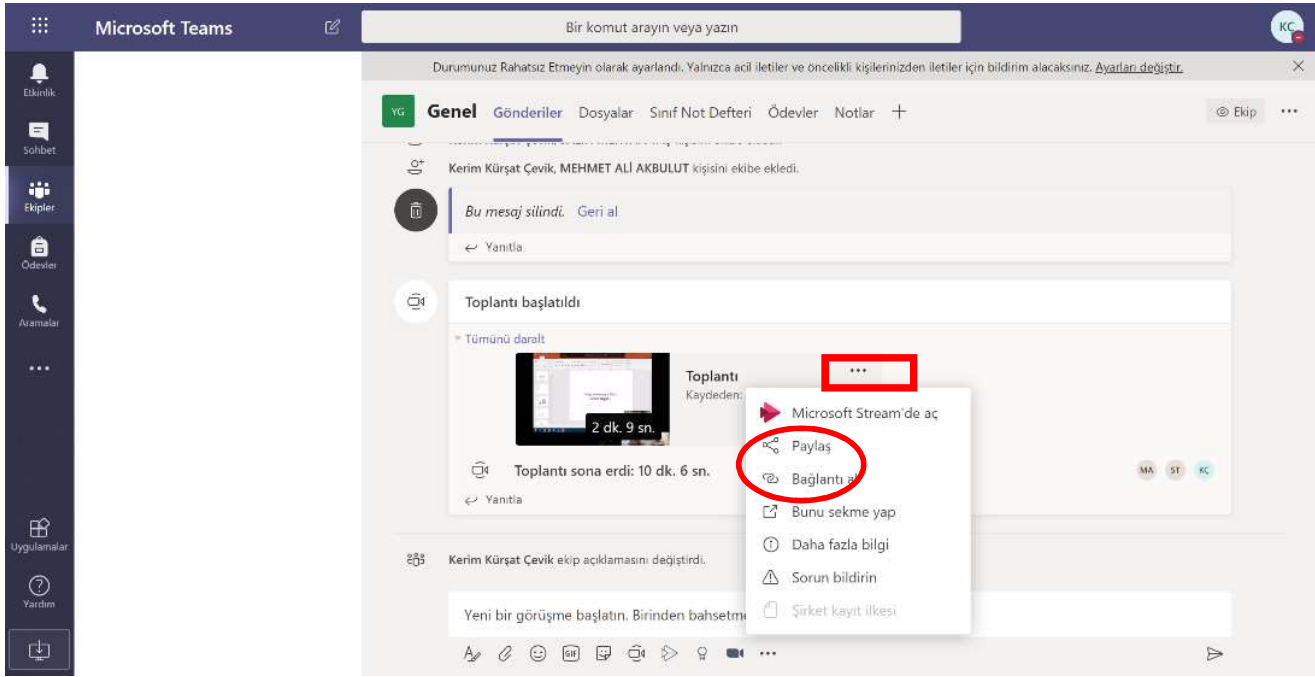 Microsoft Teams
Bir komut arayın veya yazın
KÇ
Durumunuz Rahatsız Etmeyin olarak ayarlandı. Yalnızca acil iletiler ve öncelikli kişilerinizden iletiler için bildirim alacaksınız. Ayarları değiştir.
Etkinlik
Sohbet
Ekipler
Ödevler
Aramalar
Uygulamalar
Yardım
YG
Genel Gönderiler Dosyalar Sınıf Not Defteri Ödevler Notlar
Ekip
Kerim Kürşat Çevik, MEHMET ALİ AKBULUT kişisini ekibe ekledi.
Bu mesaj silindi. Geri al
Yanıtla
Toplantı başlatıldı
Tümünü daralt
2 dk. 9 sn.
Toplantı
Kaydeden:
Microsoft Stream'de aç
Paylaş
Bağlantı al
Bunu sekme yap
Daha fazla bilgi
Sorun bildirin
Şirket kayıt ilkesi
Toplantı sona erdi: 10 dk. 6 sn.
MA ST KÇ
Yanıtla
Kerim Kürşat Çevik ekip açıklamasını değiştirdi.
Yeni bir görüşme başlatın. Birinden
GIF